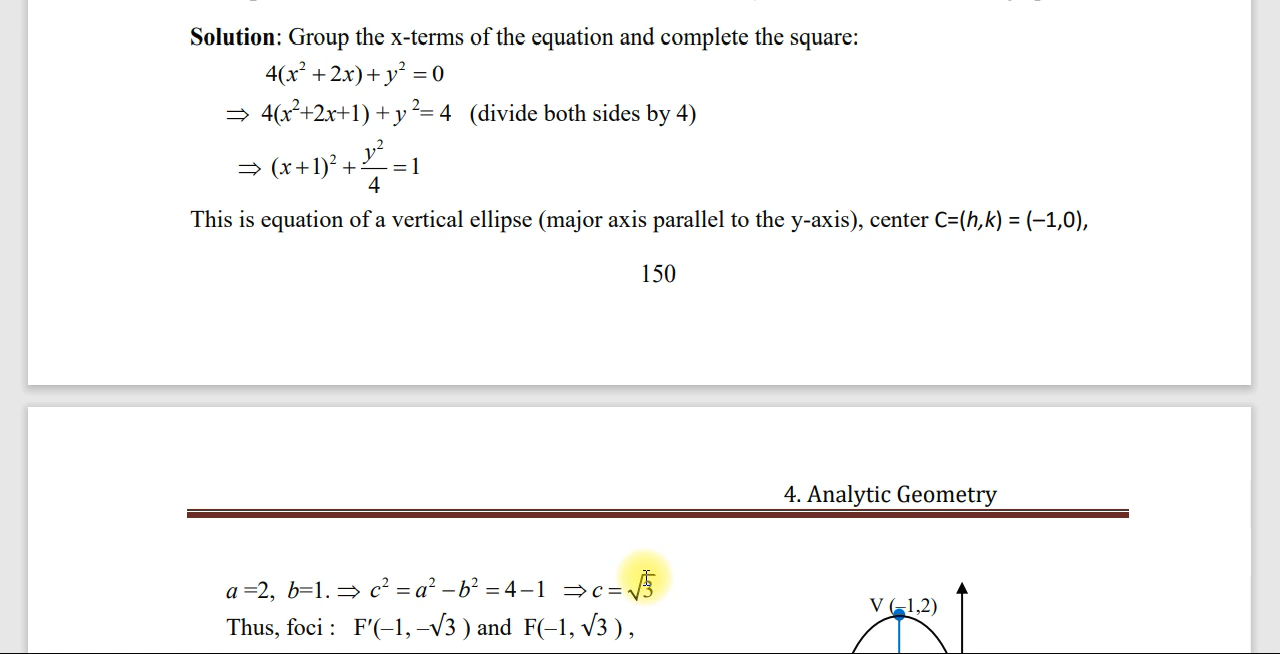 Solution: Group the x-terms of the equation and complete the square:
4(x² + 2x) + y² = 0
⇒ 4(x²+2x+1) + y ²= 4 (divide both sides by 4)
⇒ (x+1)² + y²/4 = 1
This is equation of a vertical ellipse (major axis parallel to the y-axis), center C=(h,k) = (–1,0),
150
4. Analytic Geometry
a =2, b=1. ⇒ c² = a² – b² = 4 – 1 ⇒ c = √3
V (–1,2)
Thus, foci : F′(–1, –√3 ) and F(–1, √3 ) ,